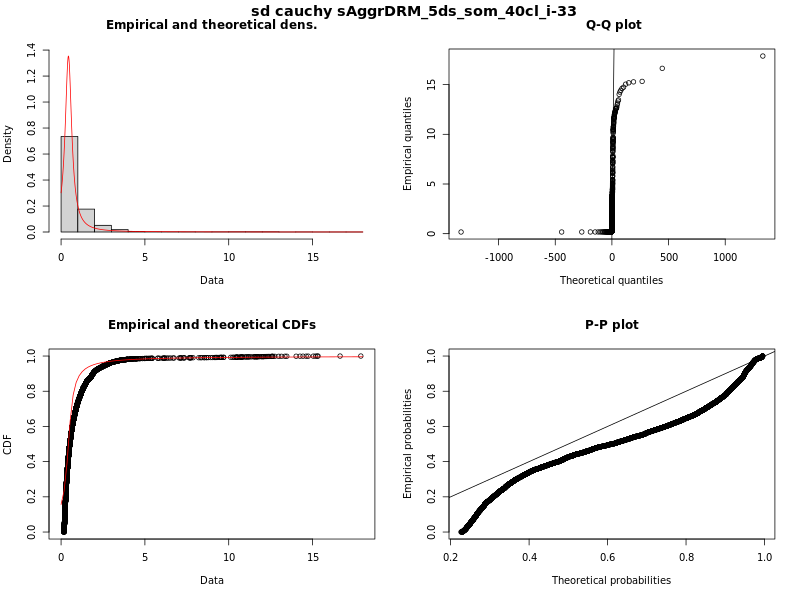 sd cauchy sAggrDRM_5ds_som_40cl_i-33
Empirical and theoretical dens.
Density
0.0 0.2 0.4 0.6 0.8 1.0 1.2 1.4
0 5 10 15
Data
Q-Q plot
Empirical quantiles
0 5 10 15
-1000 -500 0 500 1000
Theoretical quantiles
Empirical and theoretical CDFs
CDF
0.0 0.2 0.4 0.6 0.8 1.0
0 5 10 15
Data
P-P plot
Empirical probabilities
0.0 0.2 0.4 0.6 0.8 1.0
0.2 0.4 0.6 0.8 1.0
Theoretical probabilities